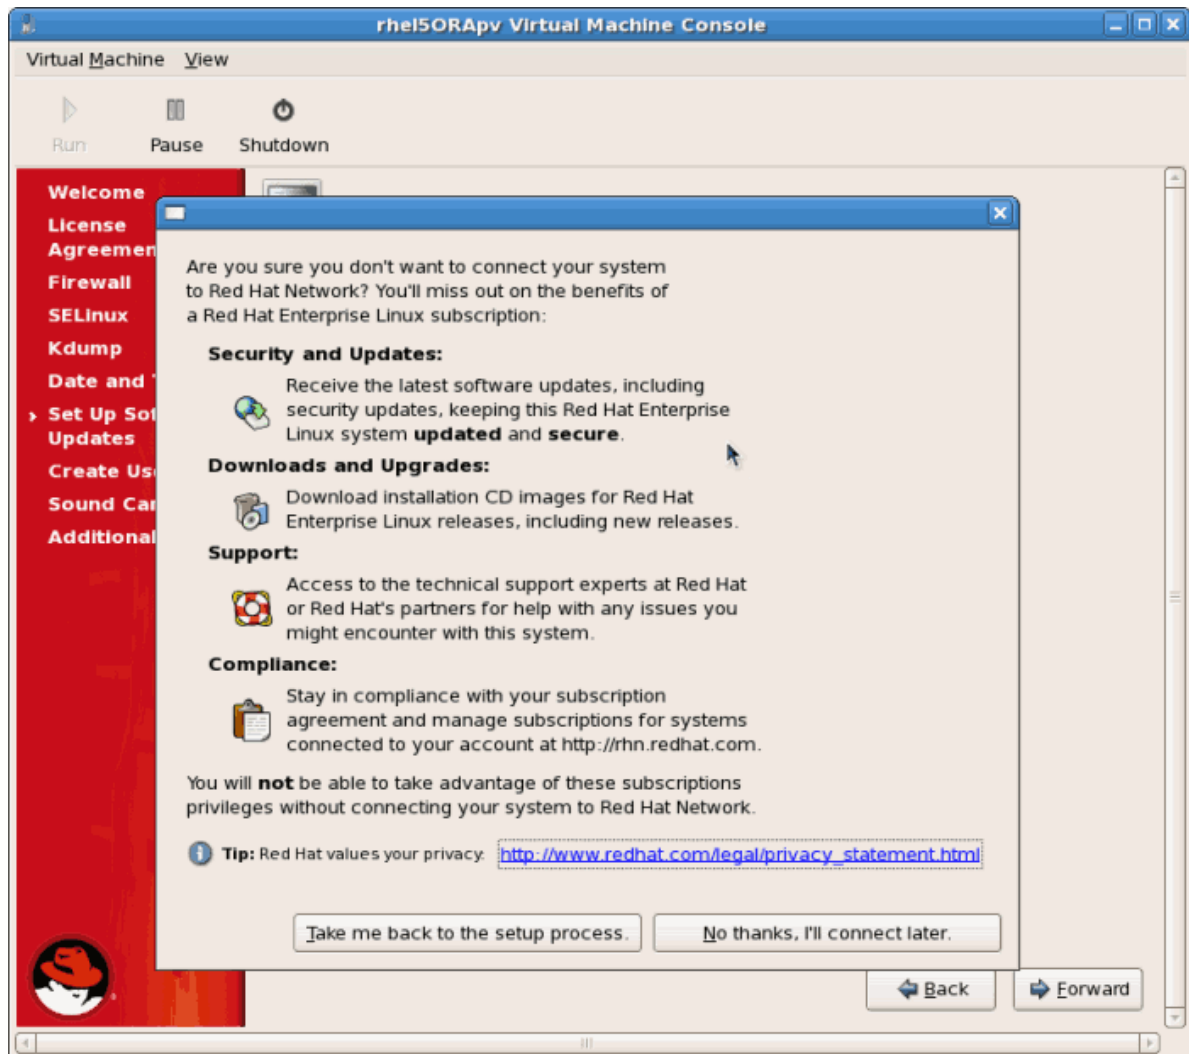 rhel5ORApv Virtual Machine Console
Virtual Machine View
Run Pause Shutdown
Welcome
License
Agreemen
Firewall
SELinux
Kdump
Date and
Set Up Sof
Updates
Create Us
Sound Car
Additional
Are you sure you don't want to connect your system
to Red Hat Network? You'll miss out on the benefits of
a Red Hat Enterprise Linux subscription:
Security and Updates:
Receive the latest software updates, including
security updates, keeping this Red Hat Enterprise
Linux system updated and secure.
Downloads and Upgrades:
Download installation CD images for Red Hat
Enterprise Linux releases, including new releases.
Support:
Access to the technical support experts at Red Hat
or Red Hat's partners for help with any issues you
might encounter with this system.
Compliance:
Stay in compliance with your subscription
agreement and manage subscriptions for systems
connected to your account at http://rhn.redhat.com.
You will not be able to take advantage of these subscriptions
privileges without connecting your system to Red Hat Network.
Tip: Red Hat values your privacy: http://www.redhat.com/legal/privacy_statement.html
Take me back to the setup process. No thanks, I'll connect later.
Back Forward